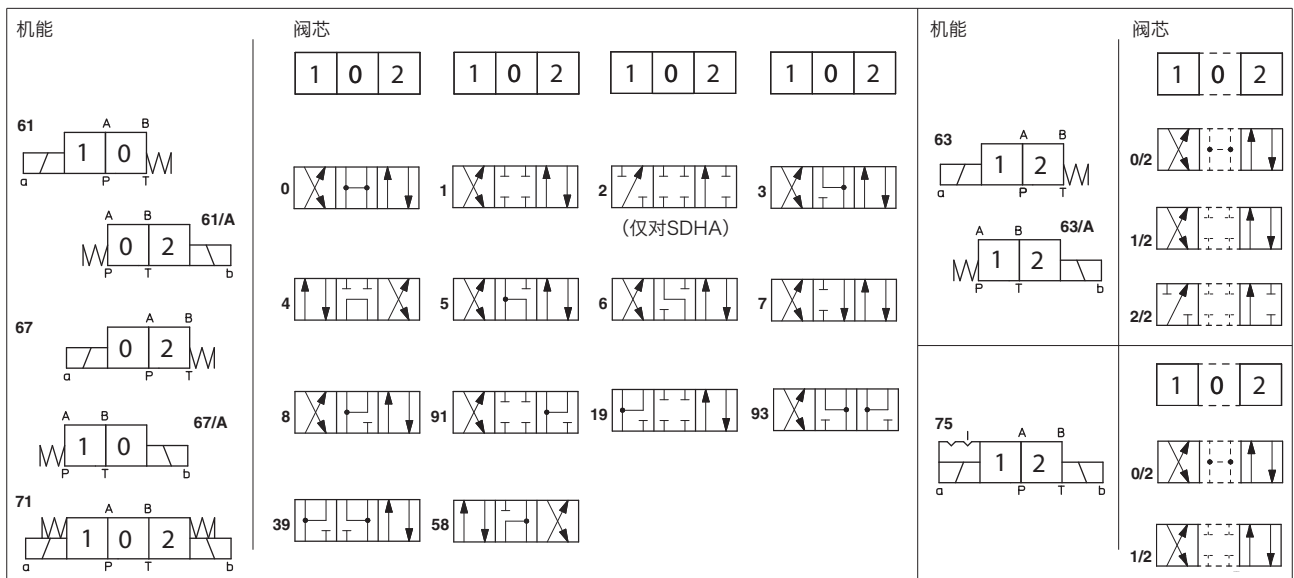 机能 阀芯
1 0 2 1 0 2 1 0 2 1 0 2
61
A B
1 0
a P T
61/A
A B
0 2
P T b
67
A B
0 2
a P T
67/A
A B
1 0
P T b
71
A B
1 0 2
a P T b
0 1 2 3
(仅对SDHA)
4 5 6 7
8 91 19 93
39 58
机能 阀芯
1 0 2
63
A B
1 2
a P T
63/A
A B
1 2
P T b
0/2
1/2
2/2
1 0 2
75
A B
1 2
a P T b
0/2
1/2